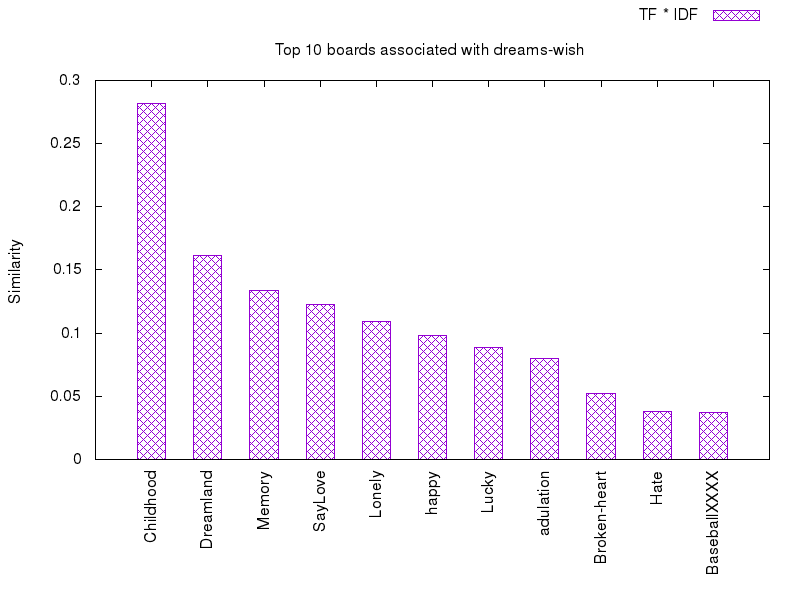 TF * IDF
Top 10 boards associated with dreams-wish
Similarity
0.3
0.25
0.2
0.15
0.1
0.05
0
Childhood
Dreamland
Memory
SayLove
Lonely
happy
Lucky
adulation
Broken-heart
Hate
BaseballXXXX